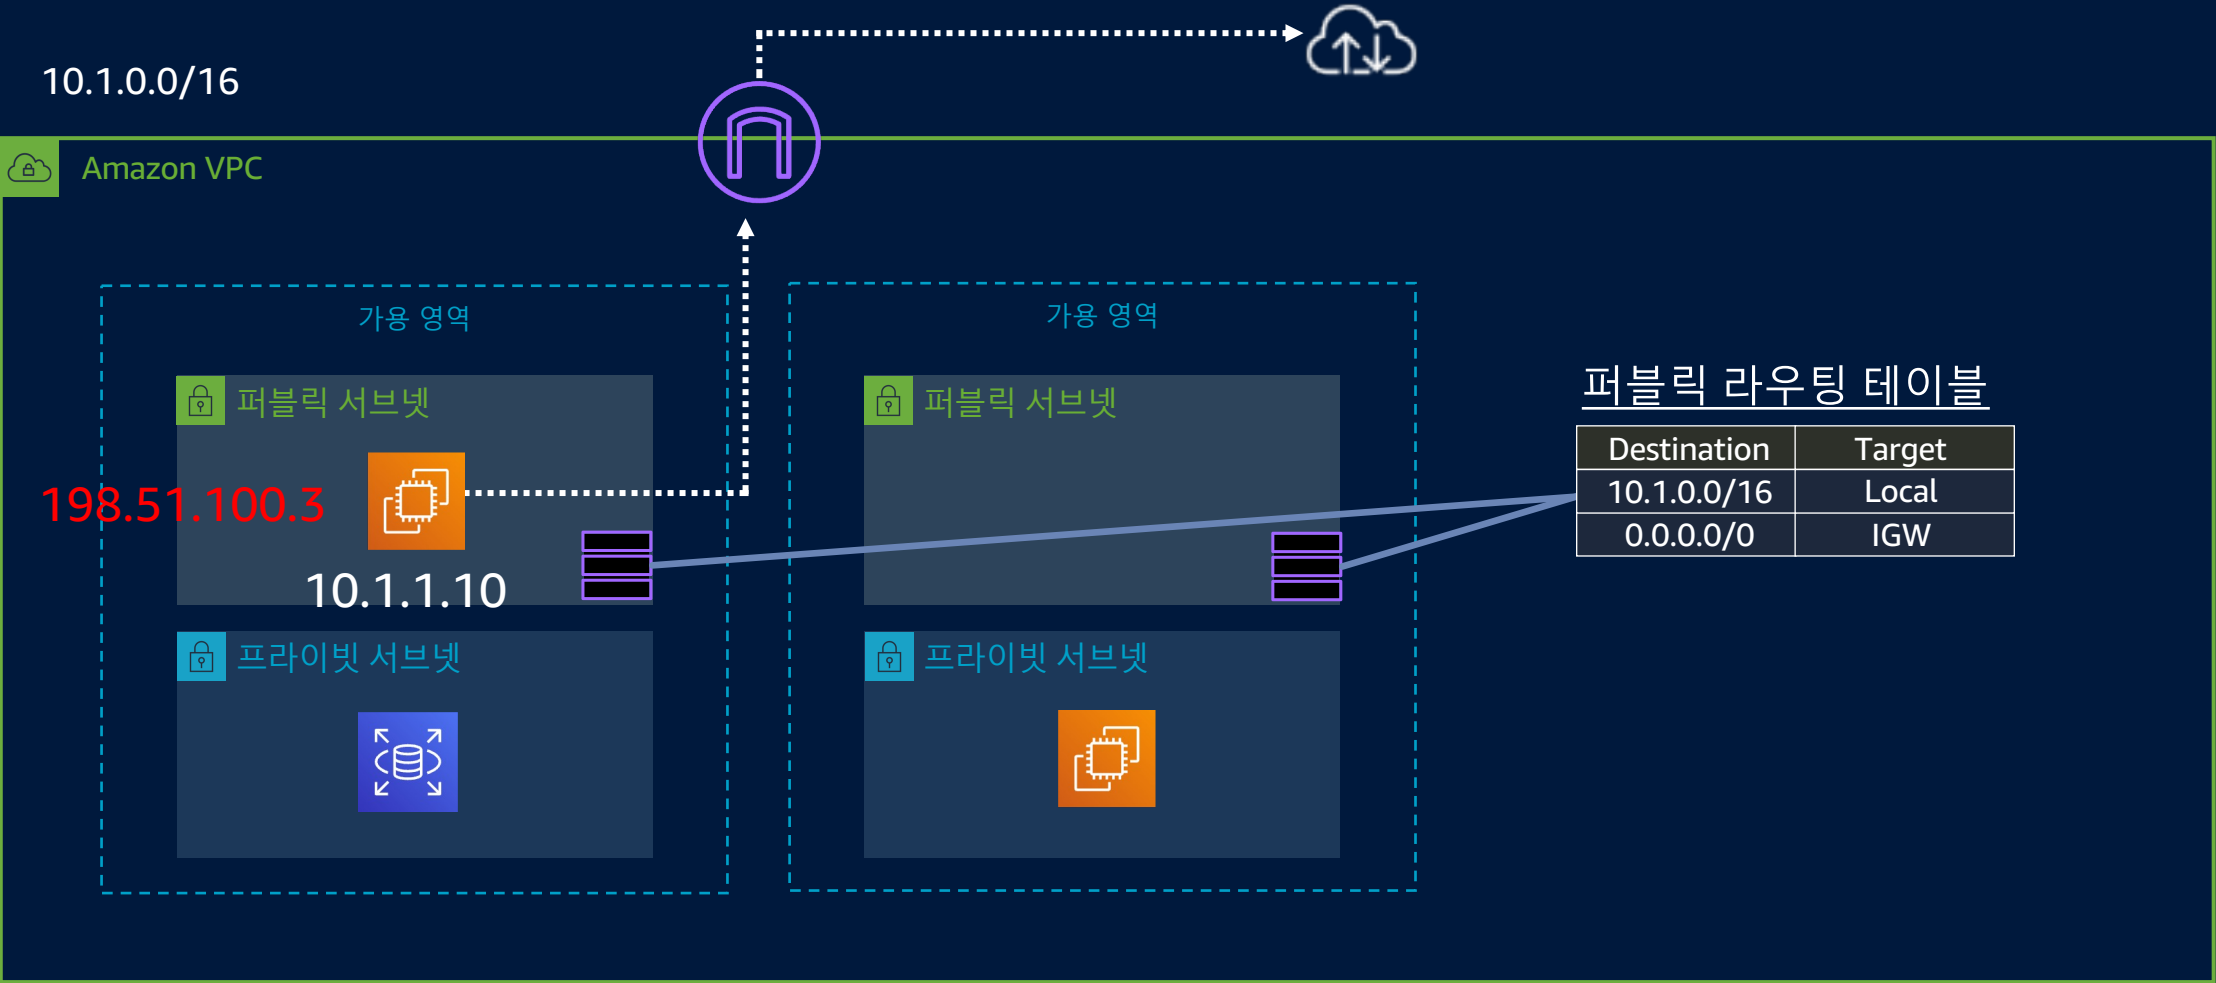 10.1.0.0/16
Amazon VPC
가용 영역
가용 영역
퍼블릭 서브넷
퍼블릭 서브넷
198.51.100.3
10.1.1.10
프라이빗 서브넷
프라이빗 서브넷
퍼블릭 라우팅 테이블
Destination Target
10.1.0.0/16 Local
0.0.0.0/0 IGW